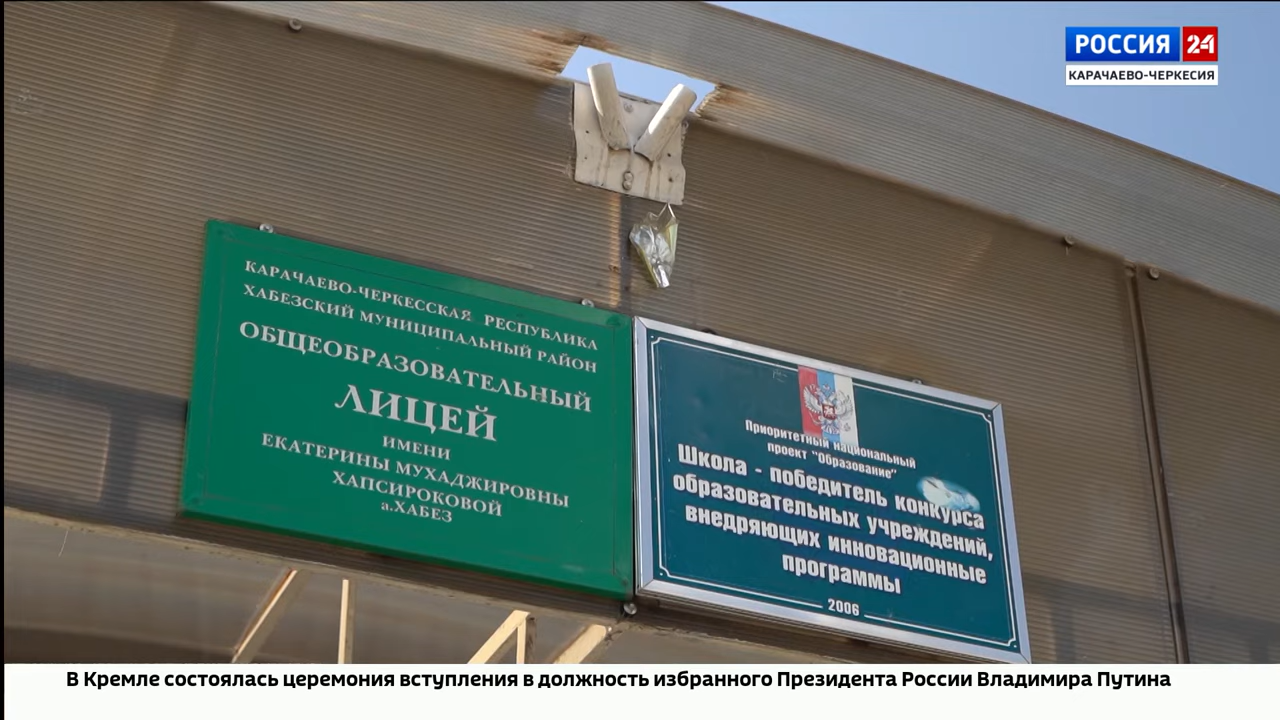 РОССИЯ 24
КАРАЧАЕВО-ЧЕРКЕСИЯ
КАРАЧАЕВО-ЧЕРКЕССКАЯ РЕСПУБЛИКА
ХАБЕЗСКИЙ МУНИЦИПАЛЬНЫЙ РАЙОН
ОБЩЕОБРАЗОВАТЕЛЬНЫЙ
ЛИЦЕЙ
ИМЕНИ
ЕКАТЕРИНЫ МУХАДЖИРОВНЫ
ХАПСИРОКОВОЙ
а.ХАБЕЗ
Приоритетный национальный
проект "Образование"
Школа - победитель конкурса
образовательных учреждений,
внедряющих инновационные
программы
2006
В Кремле состоялась церемония вступления в должность избранного Президента России Владимира Путина